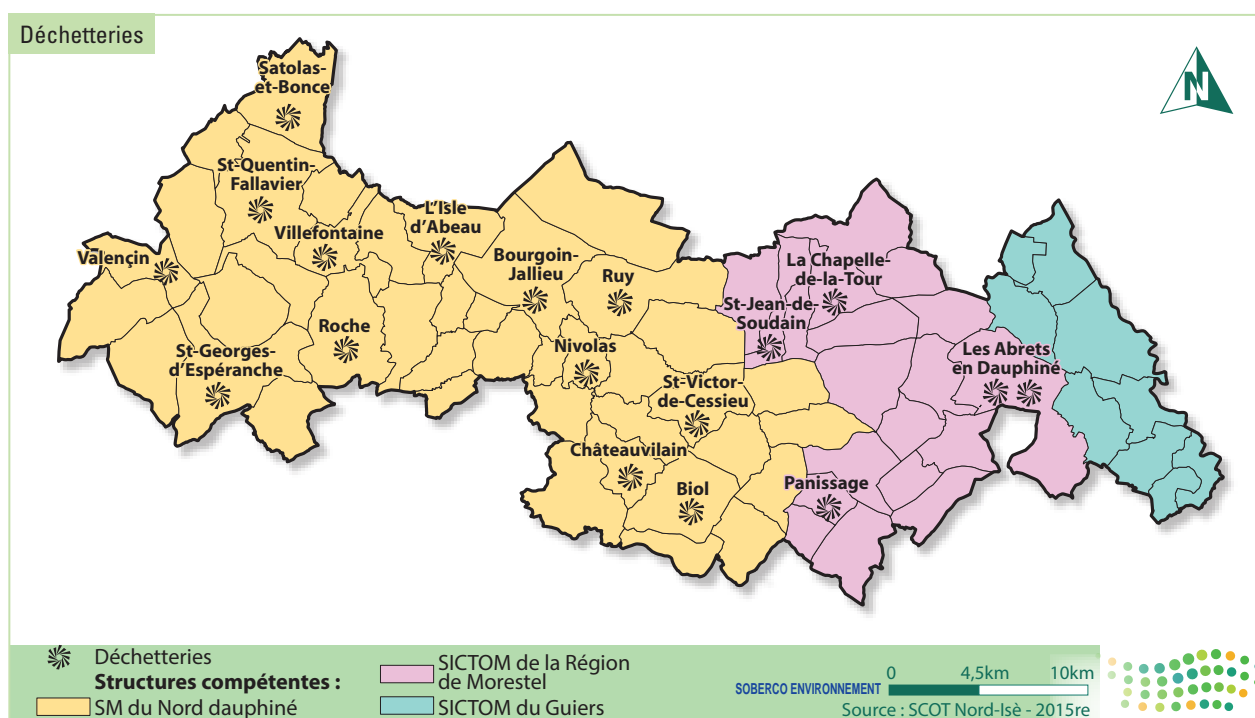 Déchetteries
Satolas-
et-Bonce
N
St-Quentin-
Fallavier
L'Isle
d'Abeau
Villefontaine
Valençin
Bourgoin-
Jallieu
Ruy
La Chapelle-
de-la-Tour
St-Jean-de-
Soudain
Roche
Nivolas
St-Georges-
d'Espéranche
Les Abrets
en Dauphiné
St-Victor-
de-Cessieu
Châteauvilain
Biol
Panissage
Déchetteries
Structures compétentes :
SM du Nord dauphiné
SICTOM de la Région
de Morestel
SICTOM du Guiers
0 4,5km 10km
SOBERCO ENVIRONNEMENT
Source : SCOT Nord-Isè - 2015re